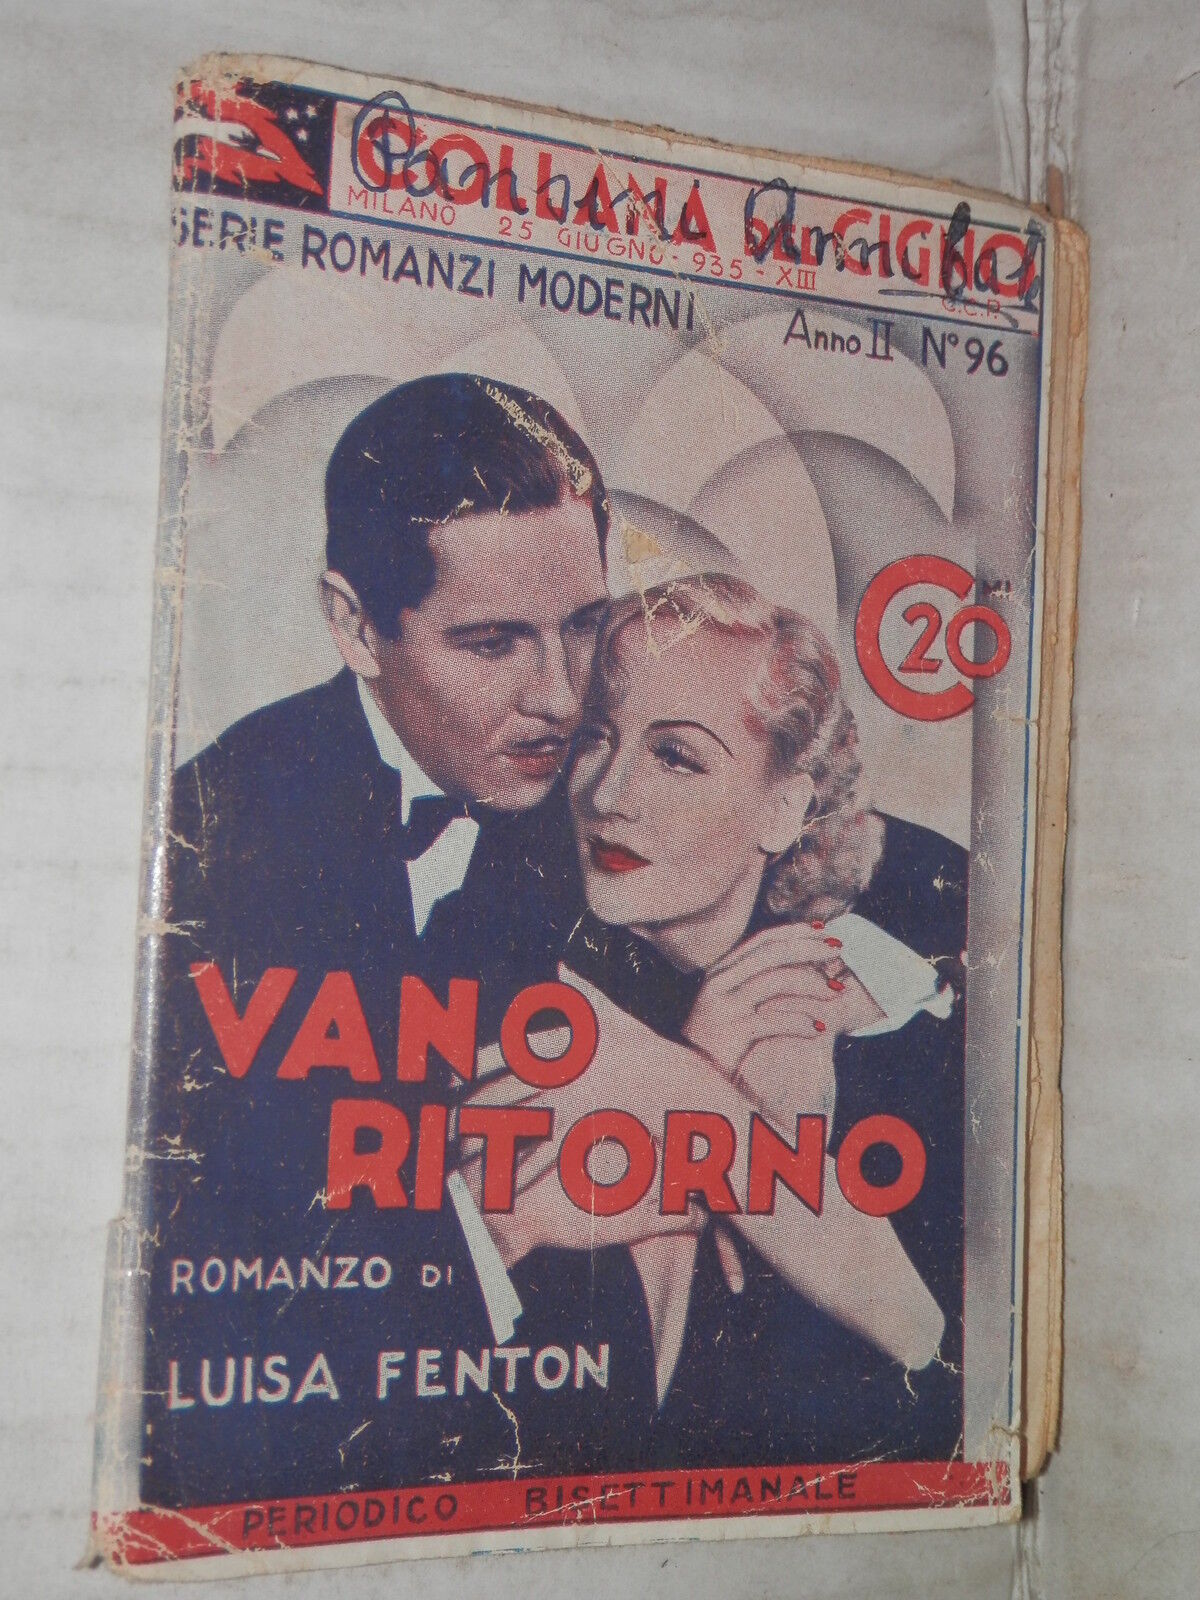 COLLANA DEL CIGNO
MILANO 25 GIUGNO - 935 - XIII
C.C.P.
Pansini
SERIE ROMANZI MODERNI
Anno II N° 96
C MI 20
VANO
RITORNO
ROMANZO DI
LUISA FENTON
PERIODICO BISETTIMANALE